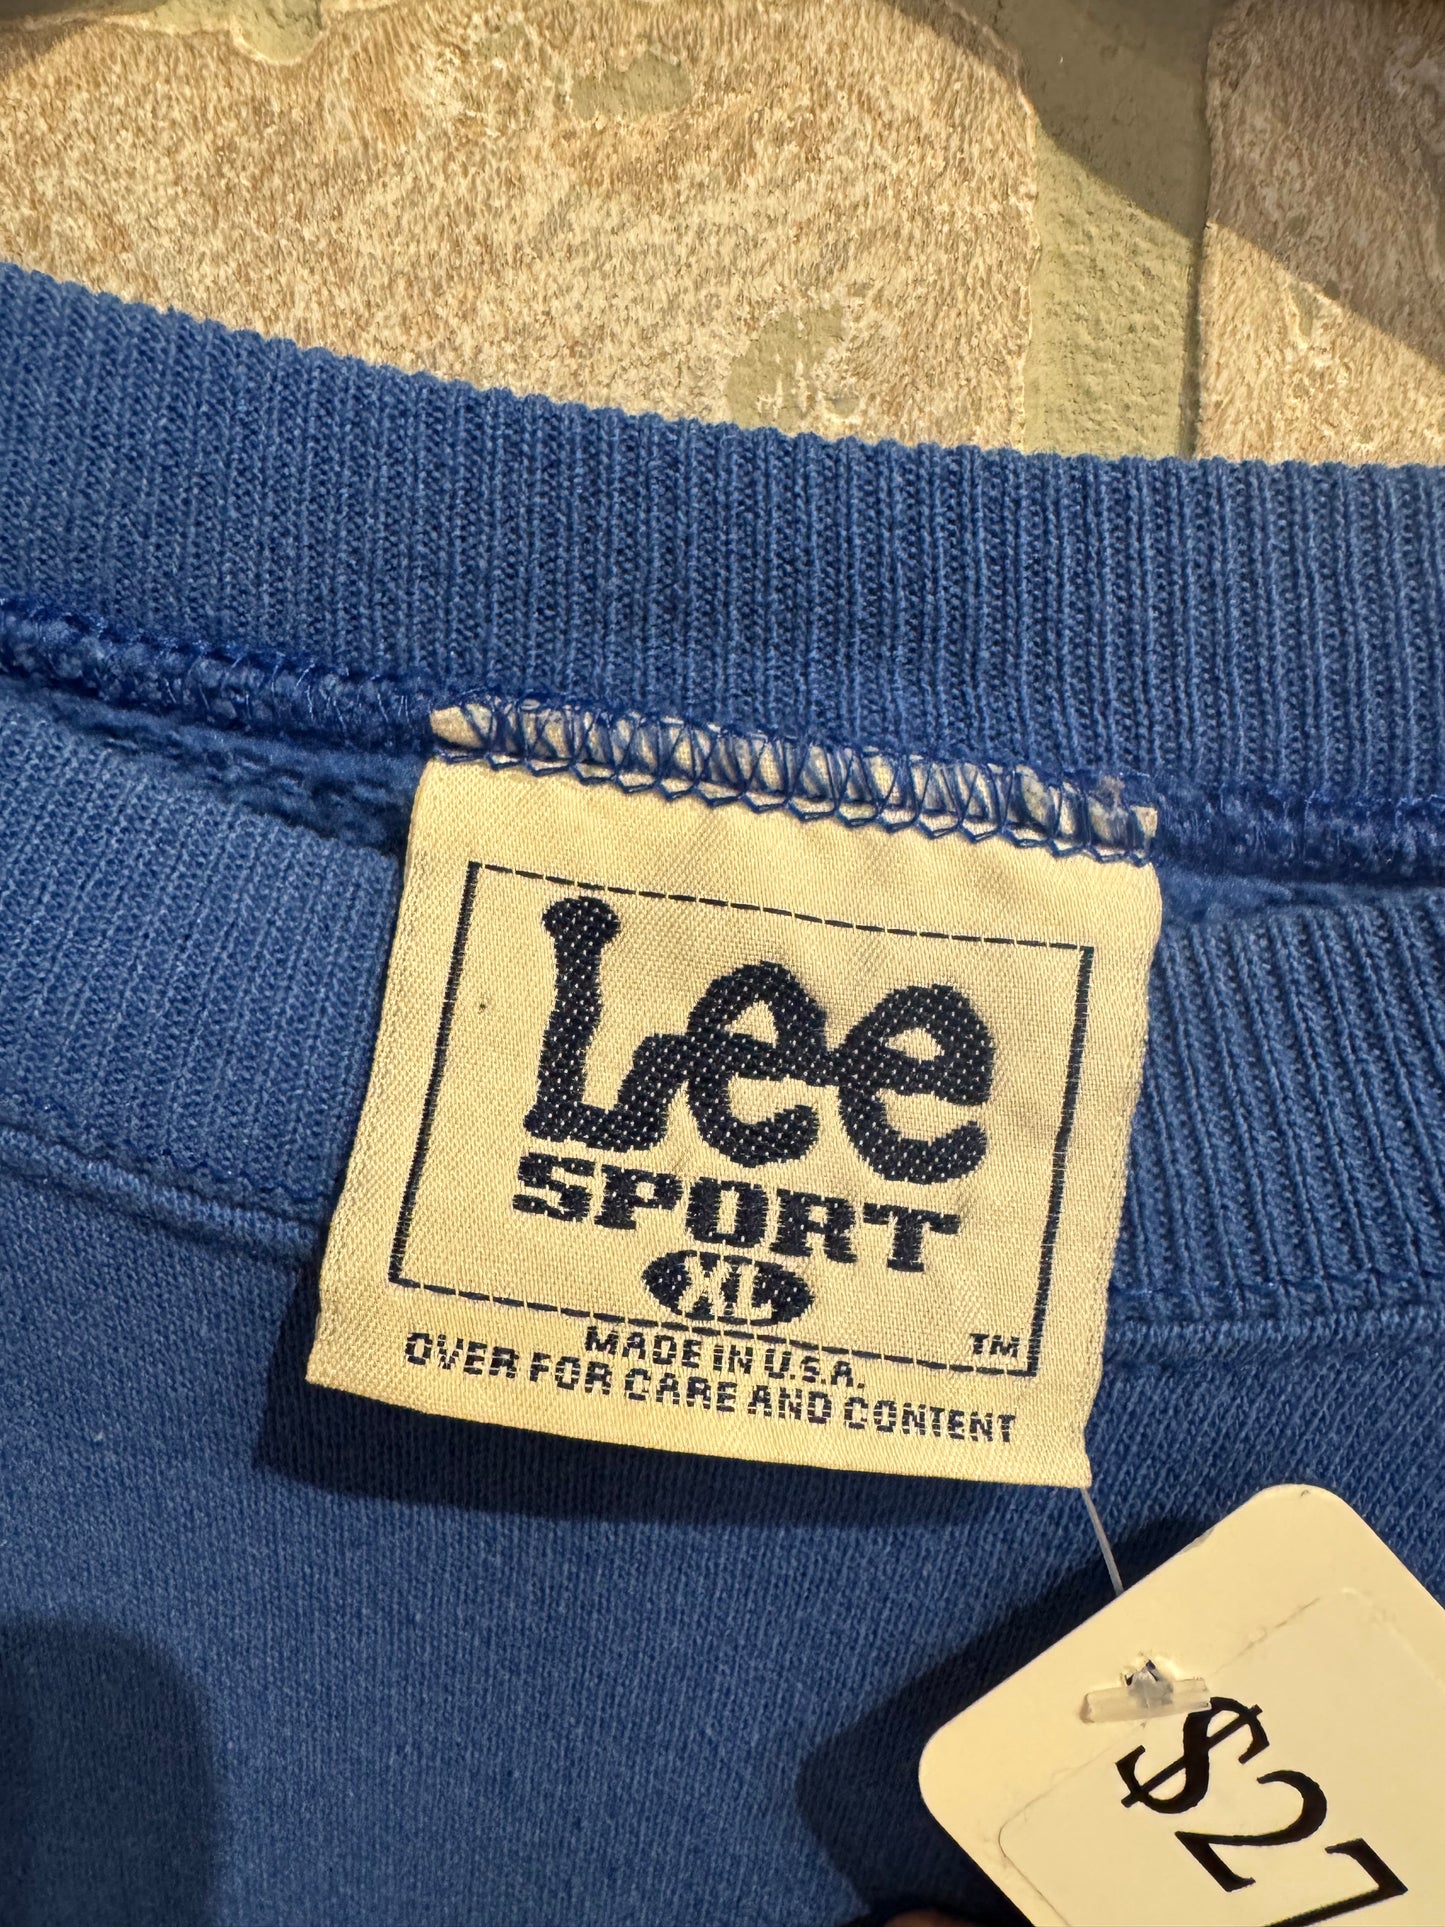 Lee
SPORT
XL
TM
MADE IN U.S.A.
OVER FOR CARE AND CONTENT
$27